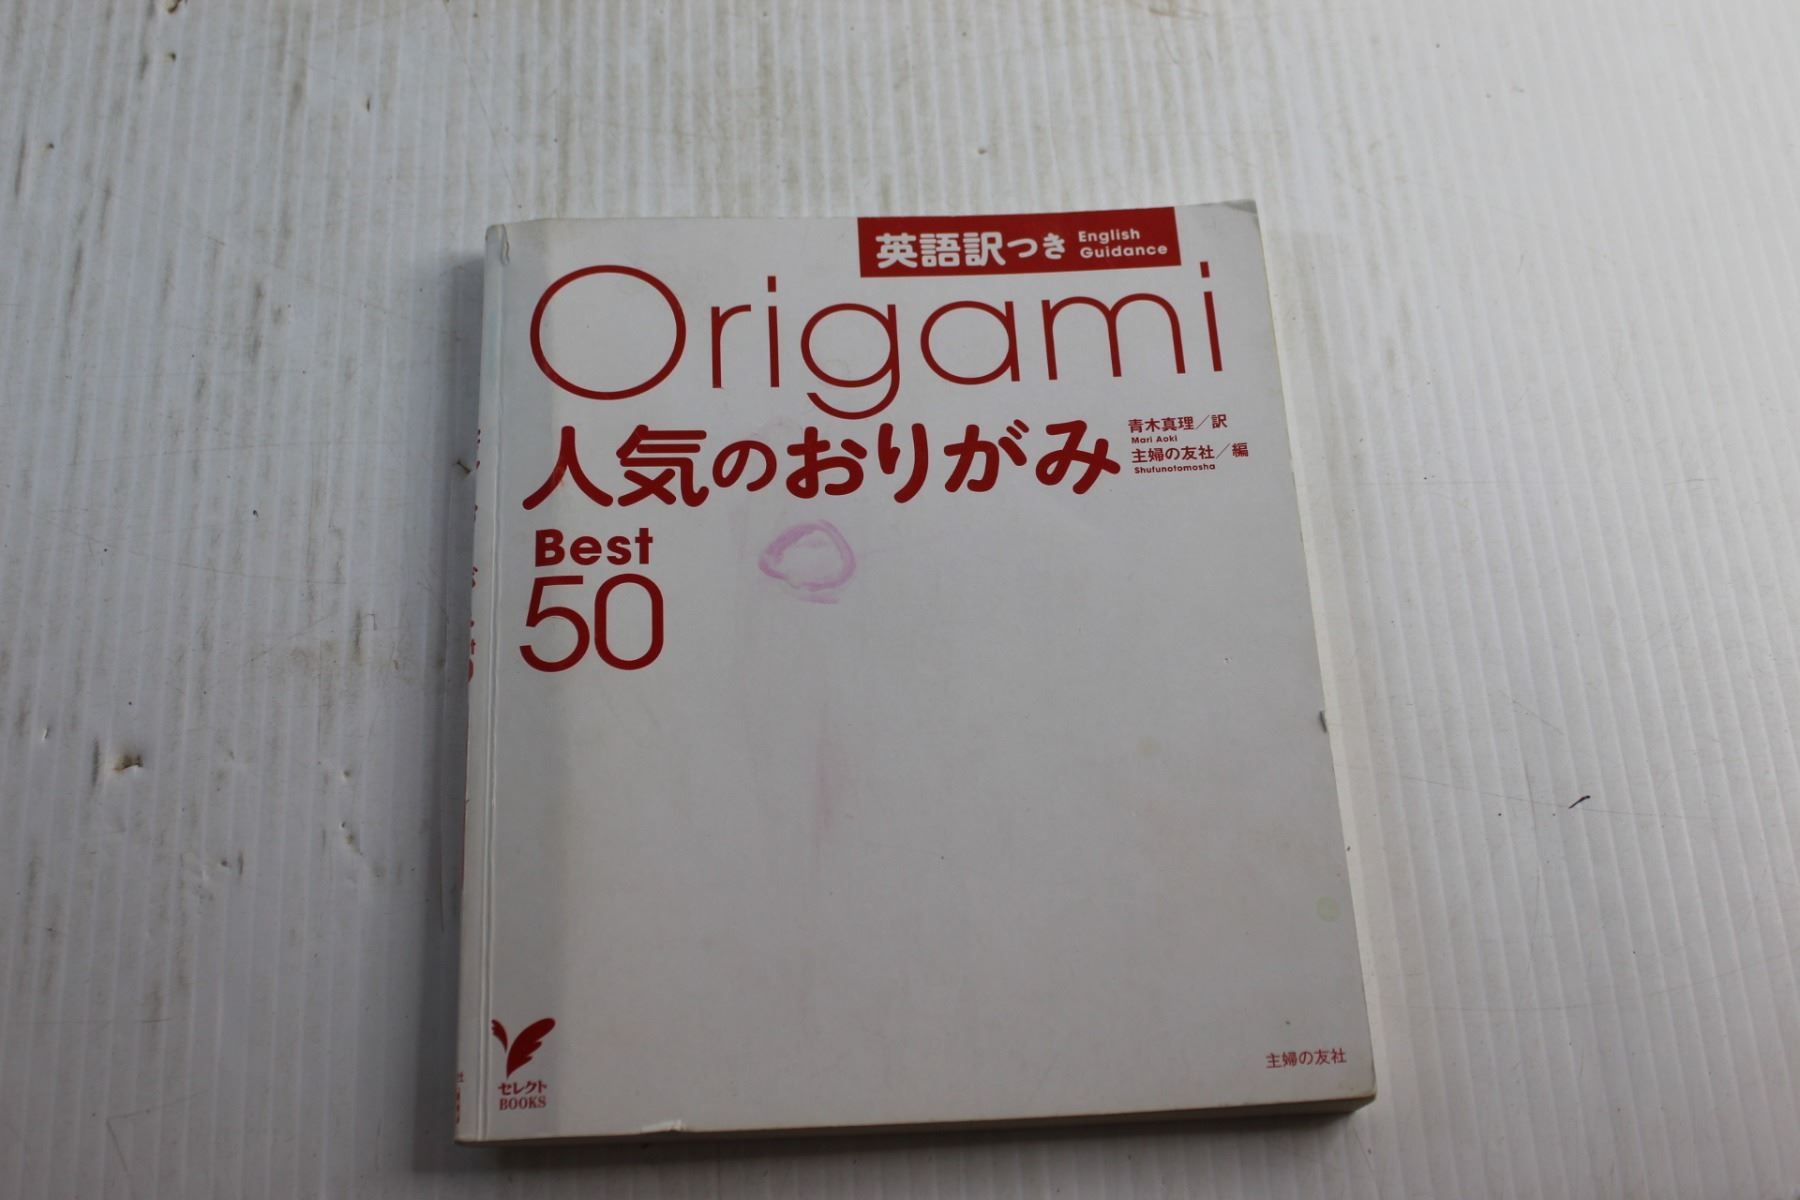 英語訳つき English Guidance
Origami
人気のおりがみ
青木真理/訳
Mari Aoki
主婦の友社/編
Shufunotomosha
Best
50
セレクト
BOOKS
主婦の友社